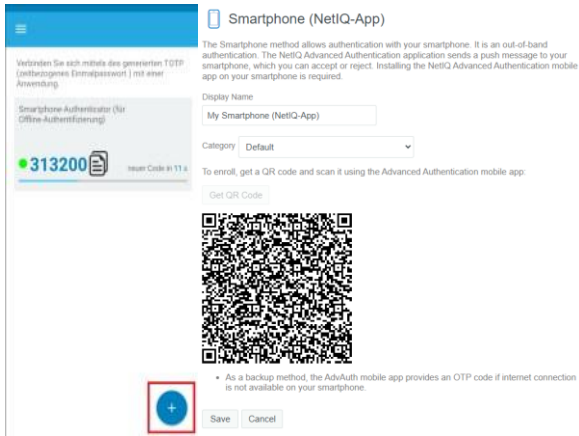 Verbinden Sie sich mittels des generierten TOTP
(zeitbezogenes Einmalpasswort ) mit einer
Anwendung.
Smartphone-Authenticator (für
Offline-Authentifizierung)
313200
neuer Code in 11 s
+
Smartphone (NetIQ-App)
The Smartphone method allows authentication with your smartphone. It is an out-of-band
authentication. The NetIQ Advanced Authentication application sends a push message to your
smartphone, which you can accept or reject. Installing the NetIQ Advanced Authentication mobile
app on your smartphone is required.
Display Name
My Smartphone (NetIQ-App)
Category Default
To enroll, get a QR code and scan it using the Advanced Authentication mobile app:
Get QR Code
• As a backup method, the AdvAuth mobile app provides an OTP code if internet connection
is not available on your smartphone.
Save Cancel